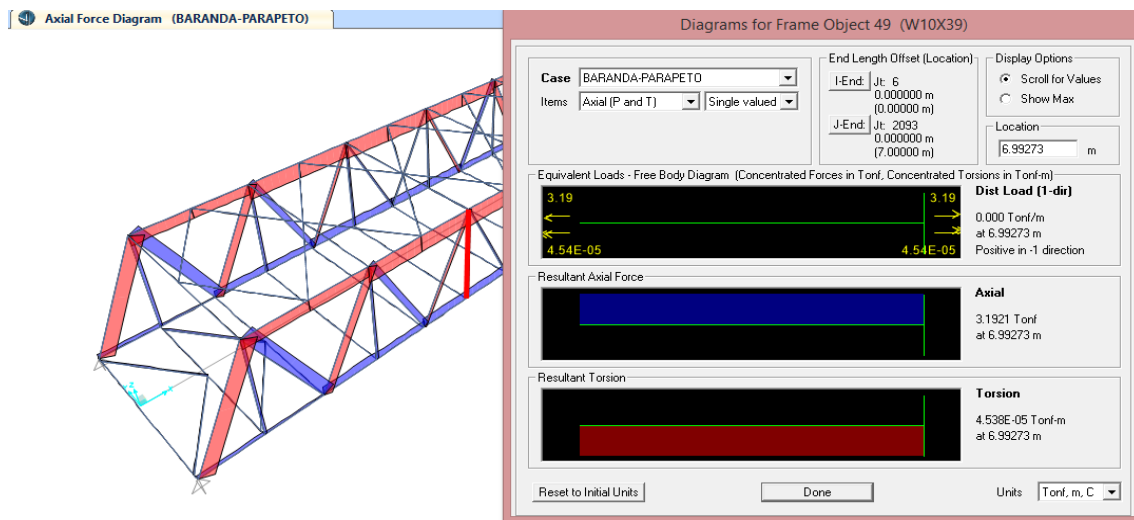 Axial Force Diagram (BARANDA-PARAPETO)
Diagrams for Frame Object 49 (W10X39)
Case BARANDA-PARAPETO
Items Axial (P and T) Single valued
End Length Offset (Location)
I-End: Jt: 6
0.000000 m
(0.00000 m)
J-End: Jt: 2093
0.000000 m
(7.00000 m)
Display Options
Scroll for Values
Show Max
Location
6.99273 m
Equivalent Loads - Free Body Diagram (Concentrated Forces in Tonf, Concentrated Torsions in Tonf-m)
3.19 3.19
4.54E-05 4.54E-05
Dist Load (1-dir)
0.000 Tonf/m
at 6.99273 m
Positive in -1 direction
Resultant Axial Force
Axial
3.1921 Tonf
at 6.99273 m
Resultant Torsion
Torsion
4.538E-05 Tonf-m
at 6.99273 m
Reset to Initial Units Done Units Tonf, m, C